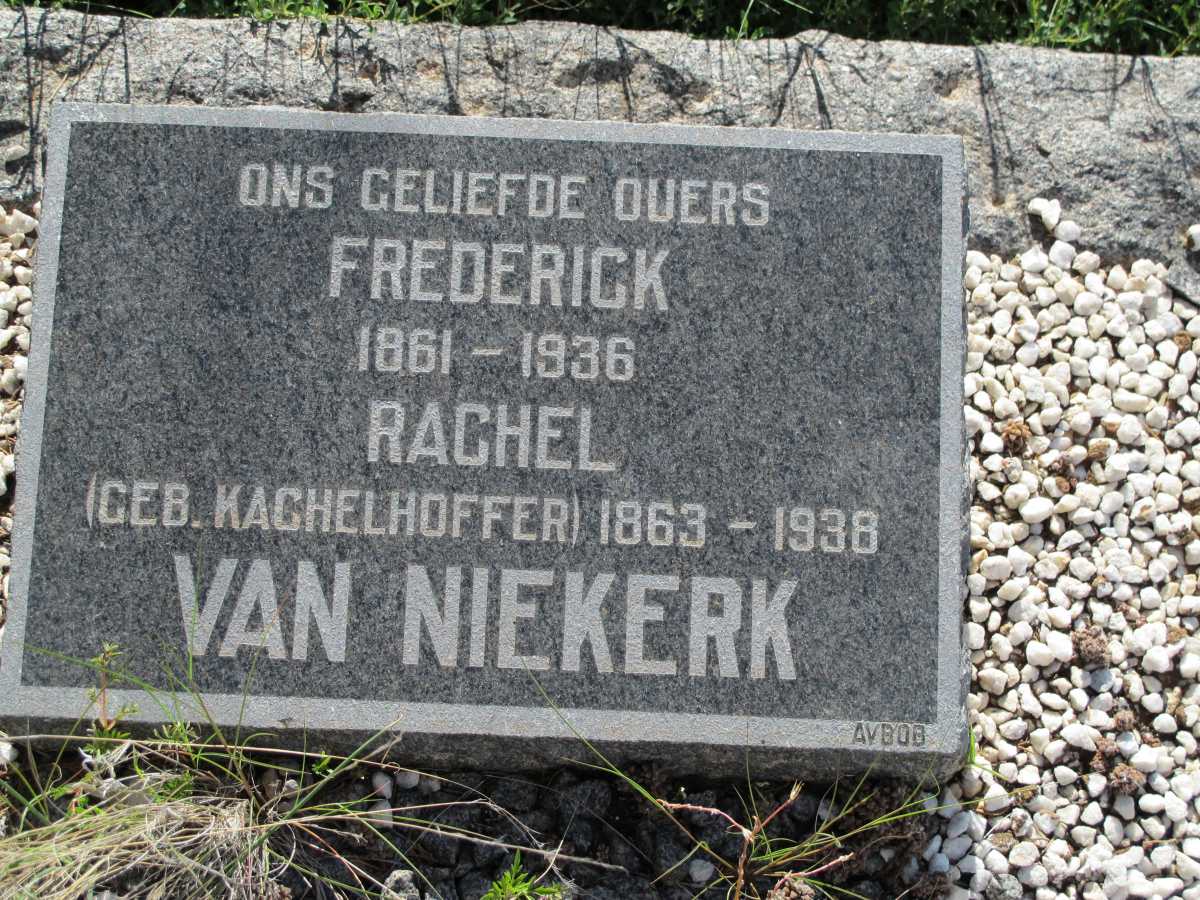 ONS GELIEFDE OUERS
FREDERICK
1861 – 1936
RACHEL
(GEB. KACHELHOFFER) 1863 – 1938
VAN NIEKERK
AVBOB